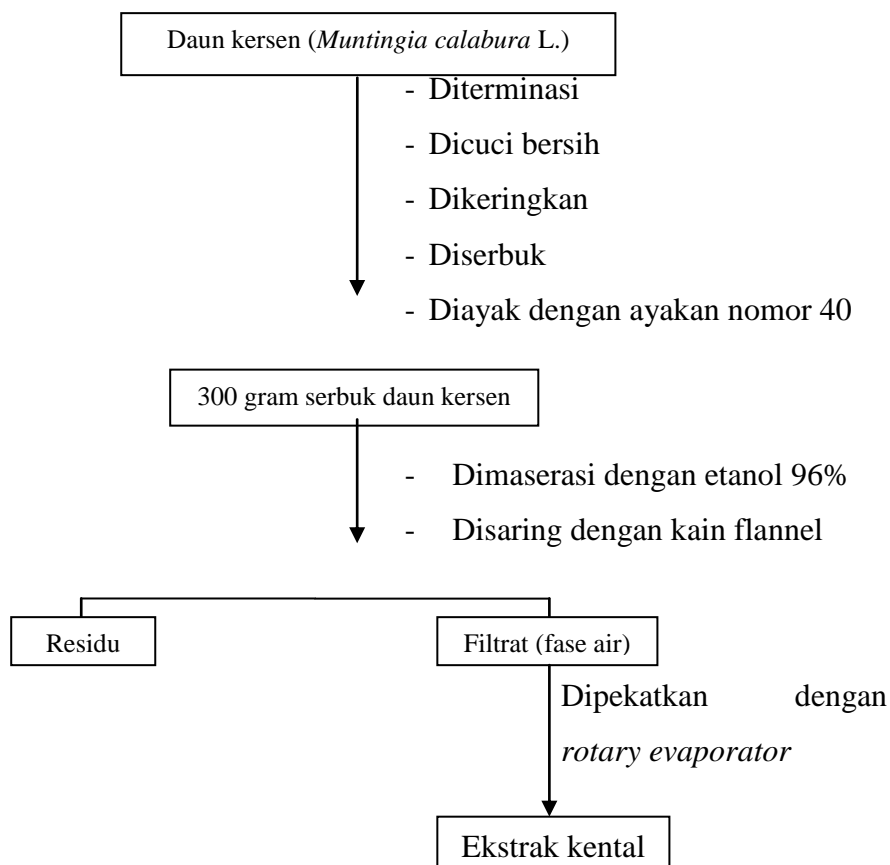 Daun kersen (Muntingia calabura L.)
- Diterminasi
- Dicuci bersih
- Dikeringkan
- Diserbuk
- Diayak dengan ayakan nomor 40
300 gram serbuk daun kersen
- Dimaserasi dengan etanol 96%
- Disaring dengan kain flannel
Residu
Filtrat (fase air)
Dipekatkan dengan
rotary evaporator
Ekstrak kental